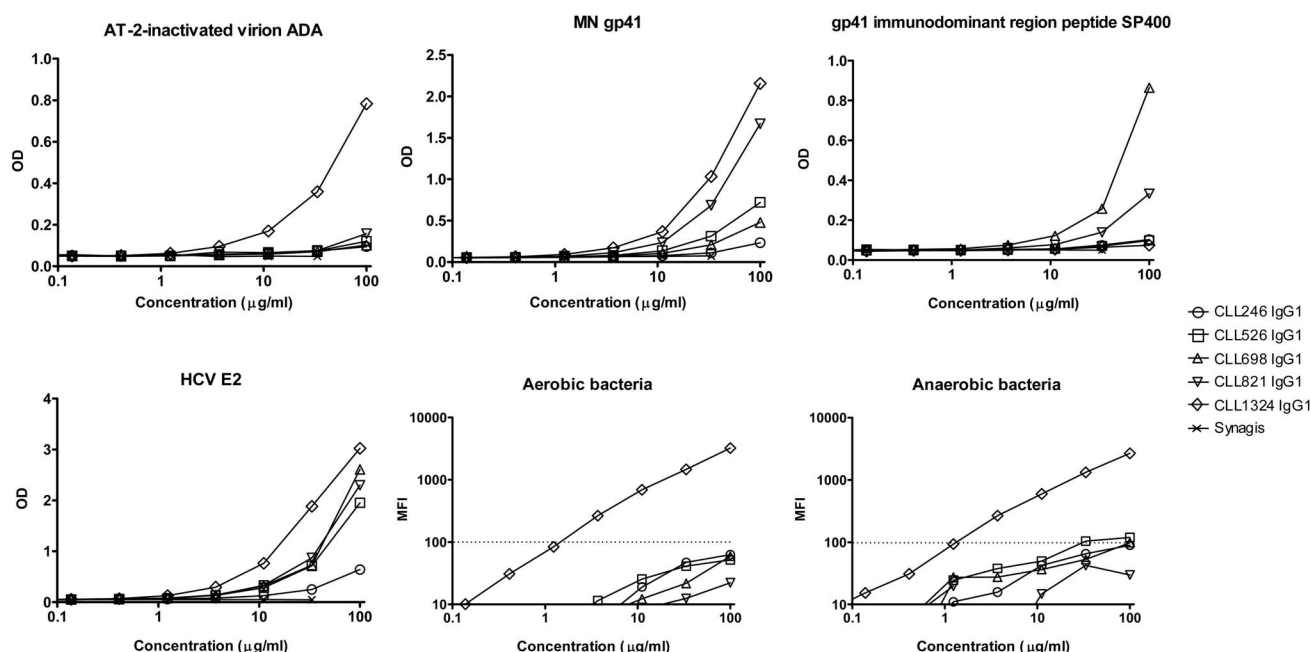 AT-2-inactivated virion ADA
MN gp41
gp41 immunodominant region peptide SP400
1.0
0.8
0.6
0.4
0.2
0.0
OD
0.1
1
10
100
Concentration (μg/ml)
2.5
2.0
1.5
1.0
0.5
0.0
OD
0.1
1
10
100
Concentration (μg/ml)
1.0
0.8
0.6
0.4
0.2
0.0
OD
0.1
1
10
100
Concentration (μg/ml)
CLL246 IgG1
CLL526 IgG1
CLL698 IgG1
CLL821 IgG1
CLL1324 IgG1
Synagis
HCV E2
Aerobic bacteria
Anaerobic bacteria
4
3
2
1
0
OD
0.1
1
10
100
Concentration (μg/ml)
10000
1000
100
10
MFI
0.1
1
10
100
Concentration (μg/ml)
10000
1000
100
10
MFI
0.1
1
10
100
Concentration (μg/ml)